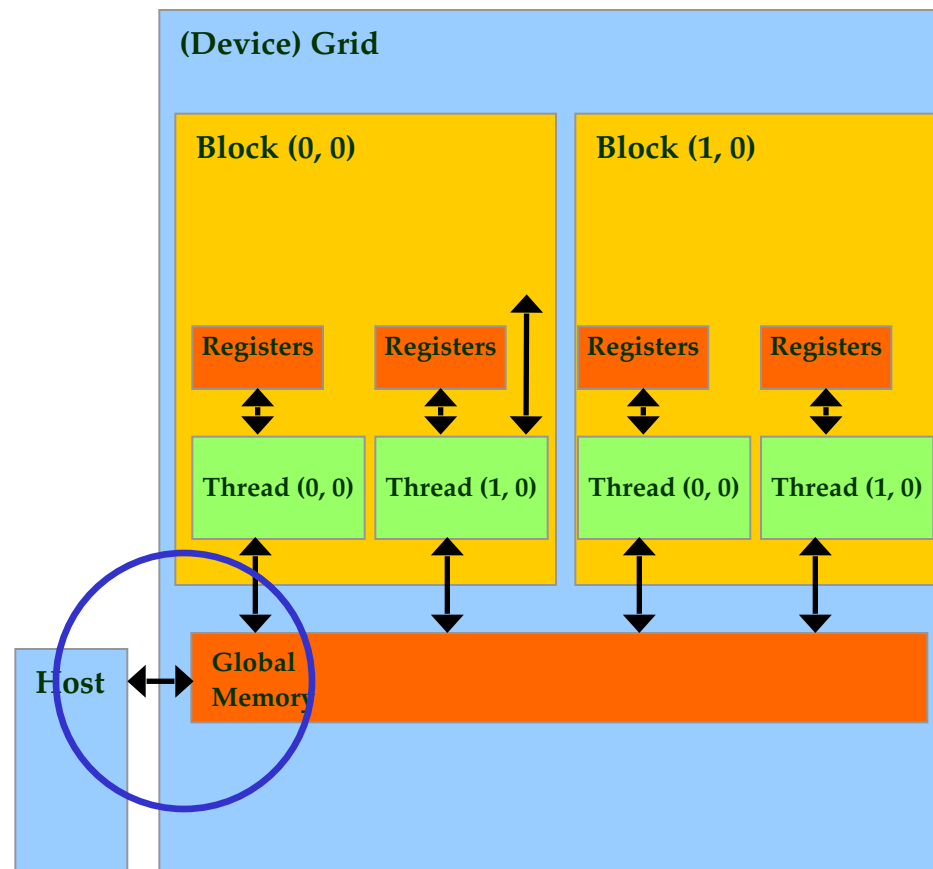 (Device) Grid
Block (0, 0)
Block (1, 0)
Registers
Registers
Registers
Registers
Thread (0, 0)
Thread (1, 0)
Thread (0, 0)
Thread (1, 0)
Host
Global
Memory